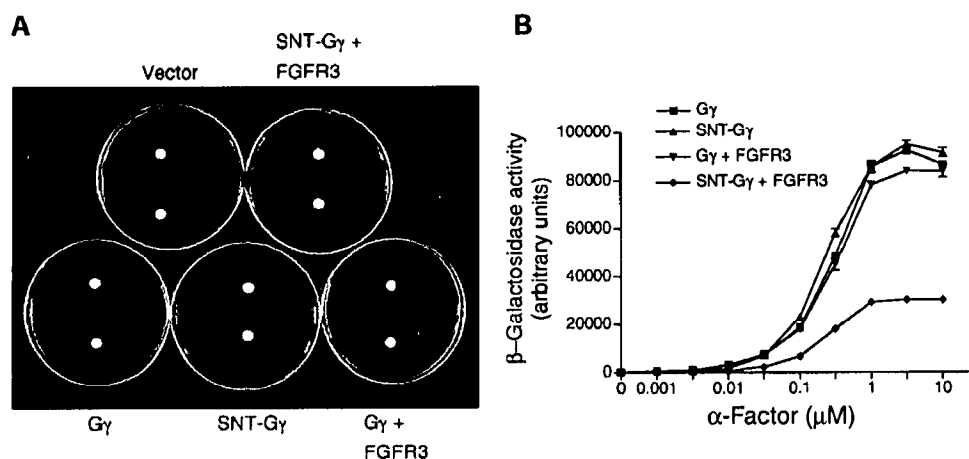 A
Vector
SNT-Gγ +
FGFR3
Gγ
SNT-Gγ
Gγ +
FGFR3
B
Gγ
SNT-Gγ
Gγ + FGFR3
SNT-Gγ + FGFR3
β–Galactosidase activity
(arbitrary units)
100000
80000
60000
40000
20000
0
0
0.001
0.01
0.1
1
10
α-Factor (μM)